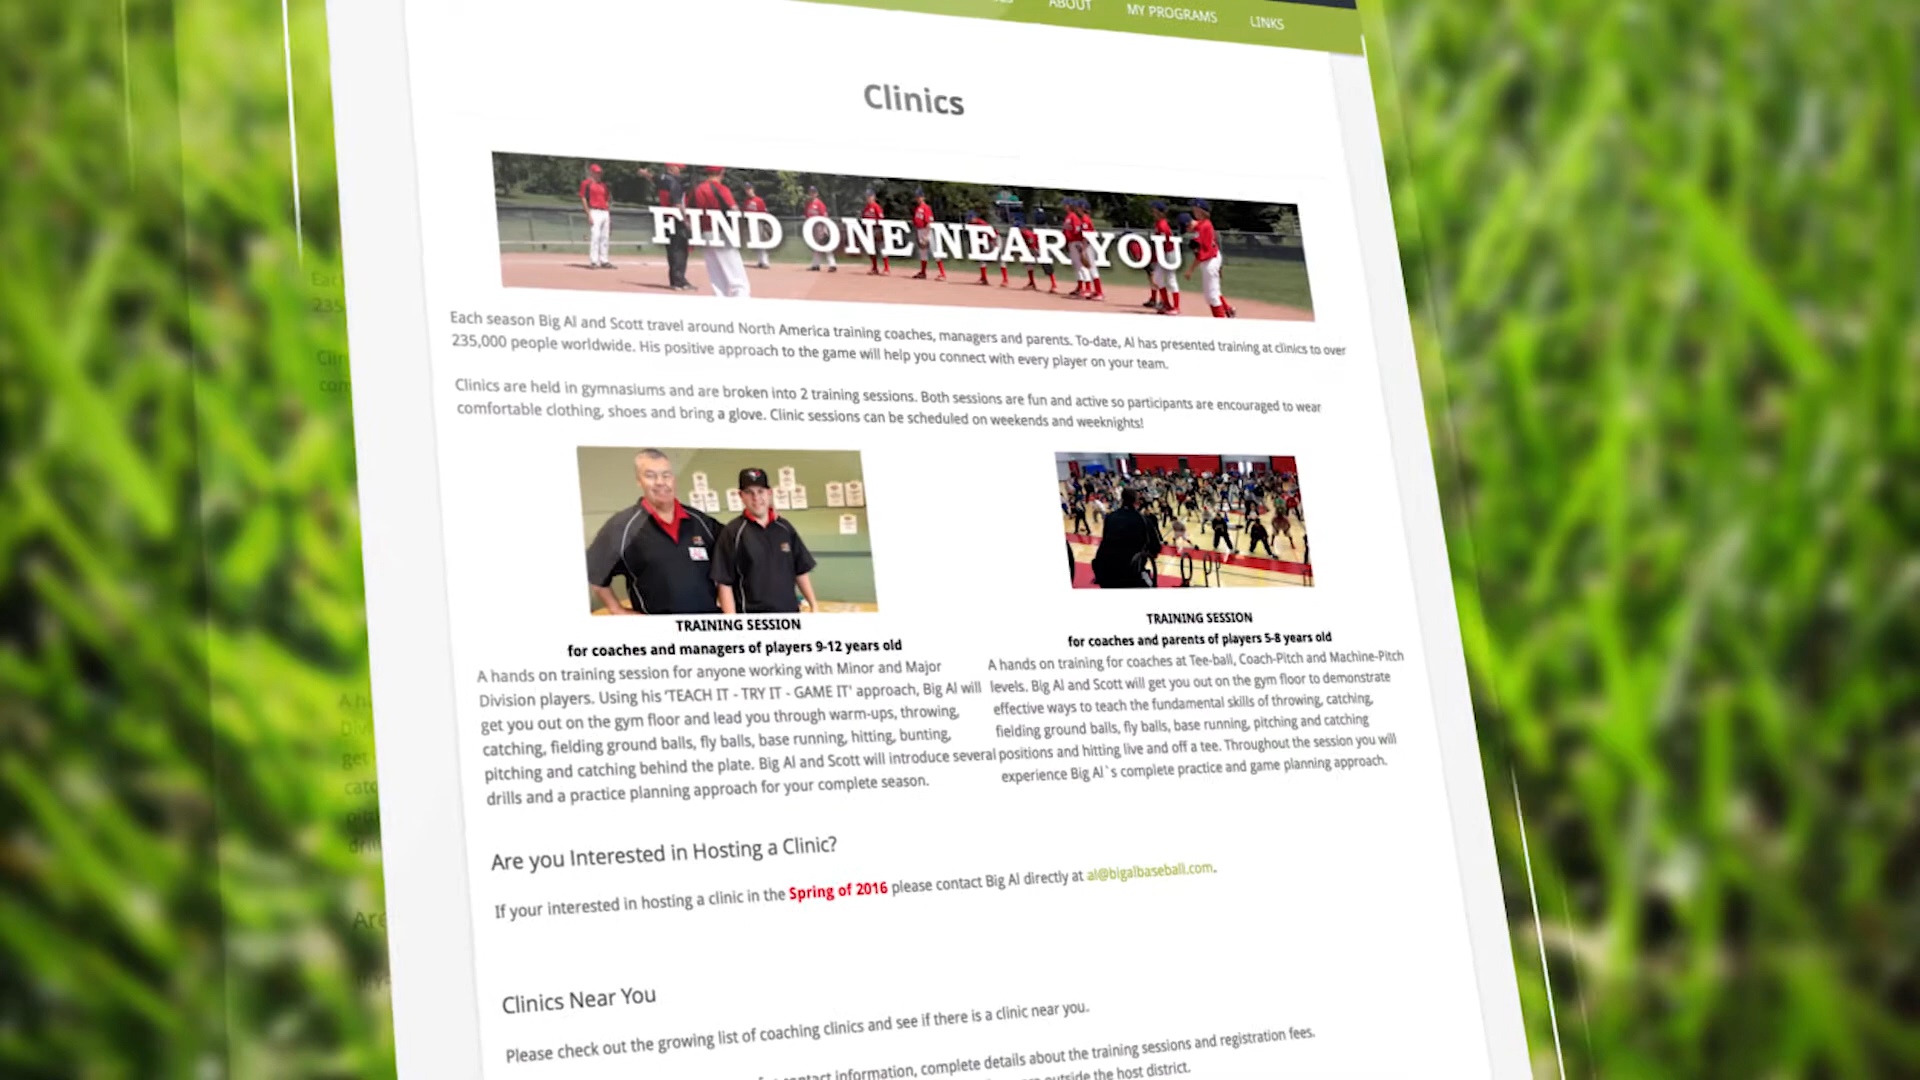 ABOUT
MY PROGRAMS
LINKS
Clinics
FIND ONE NEAR YOU
Each season Big Al and Scott travel around North America training coaches, managers and parents. To-date, Al has presented training at clinics to over
235,000 people worldwide. His positive approach to the game will help you connect with every player on your team.
Clinics are held in gymnasiums and are broken into 2 training sessions. Both sessions are fun and active so participants are encouraged to wear
comfortable clothing, shoes and bring a glove. Clinic sessions can be scheduled on weekends and weeknights!
TRAINING SESSION
for coaches and managers of players 9-12 years old
A hands on training session for anyone working with Minor and Major
Division players. Using his 'TEACH IT - TRY IT - GAME IT' approach, Big Al will
get you out on the gym floor and lead you through warm-ups, throwing,
catching, fielding ground balls, fly balls, base running, hitting, bunting,
pitching and catching behind the plate. Big Al and Scott will introduce several
drills and a practice planning approach for your complete season.
TRAINING SESSION
for coaches and parents of players 5-8 years old
A hands on training for coaches at Tee-ball, Coach-Pitch and Machine-Pitch
levels. Big Al and Scott will get you out on the gym floor to demonstrate
effective ways to teach the fundamental skills of throwing, catching,
fielding ground balls, fly balls, base running, pitching and catching
positions and hitting live and off a tee. Throughout the session you will
experience Big Al`s complete practice and game planning approach.
Are you Interested in Hosting a Clinic?
If your interested in hosting a clinic in the Spring of 2016 please contact Big Al directly at al@bigalbaseball.com.
Clinics Near You
Please check out the growing list of coaching clinics and see if there is a clinic near you.
contact information, complete details about the training sessions and registration fees.
outside the host district.